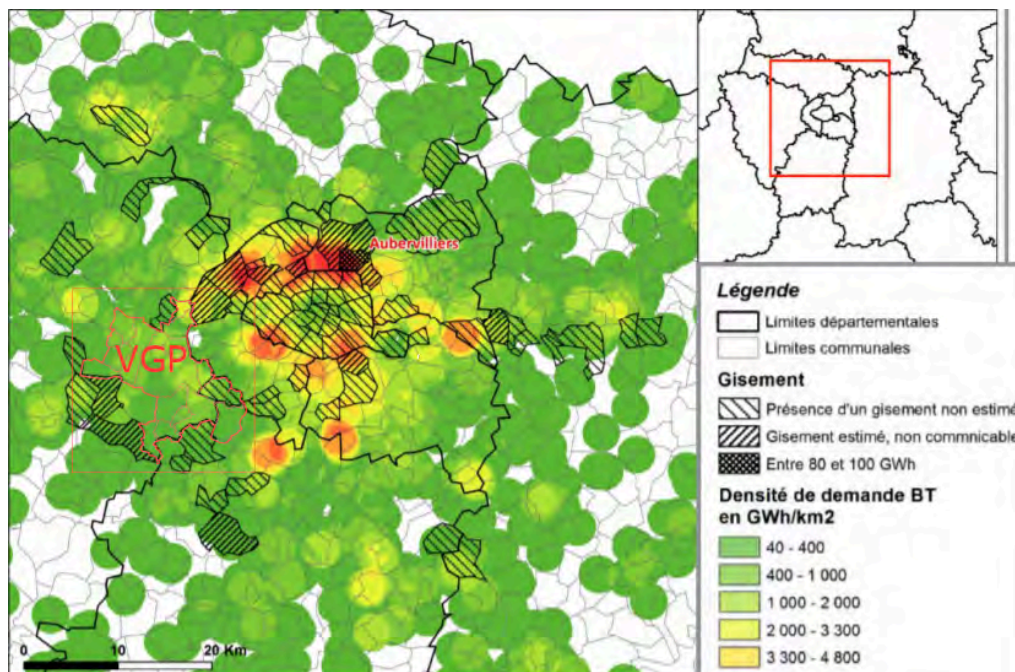 Aubervilliers
VGP
0 10 20 Km
Légende
Limites départementales
Limites communales
Gisement
Présence d'un gisement non estimé
Gisement estimé, non commnicable
Entre 80 et 100 GWh
Densité de demande BT
en GWh/km2
40 - 400
400 - 1 000
1 000 - 2 000
2 000 - 3 300
3 300 - 4 800